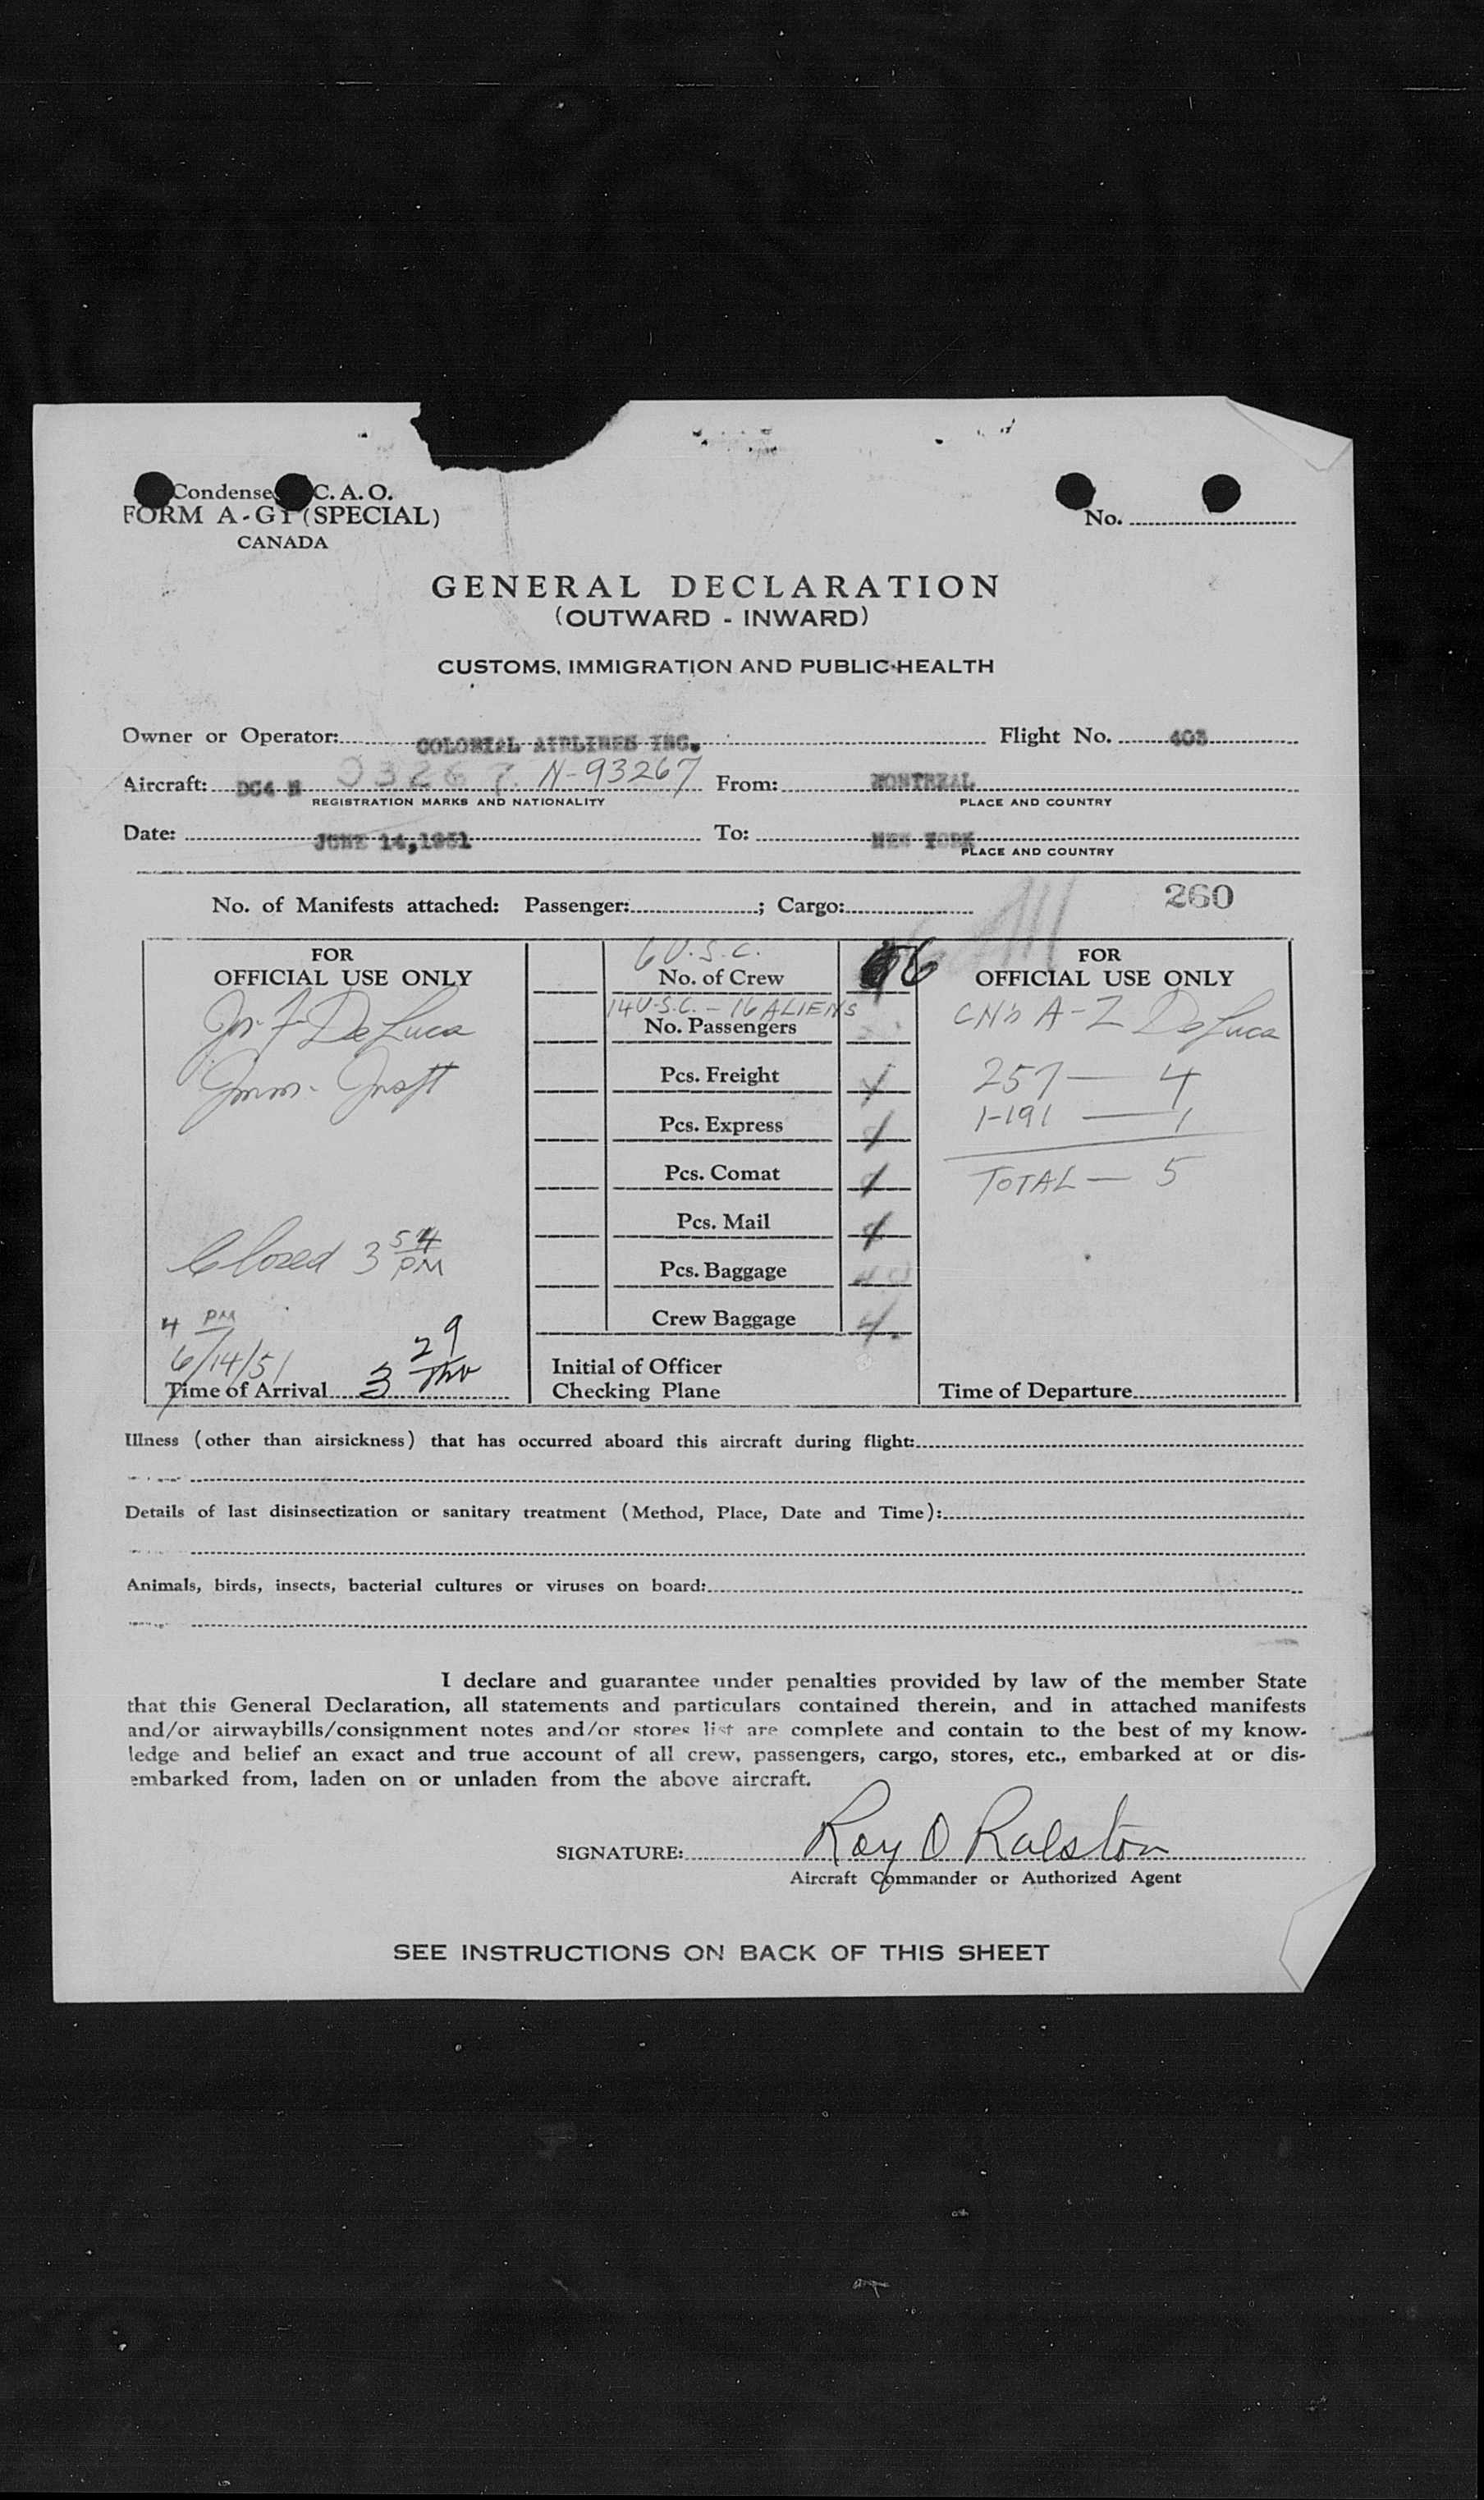 Condensed C. A. O.
FORM A-G1 (SPECIAL)
CANADA
No.
GENERAL DECLARATION
(OUTWARD - INWARD)
CUSTOMS, IMMIGRATION AND PUBLIC HEALTH
Owner or Operator: COLONIAL AIRLINES INC. Flight No. 403
Aircraft: DC4 N 93267 N-93267 From: MONTREAL
REGISTRATION MARKS AND NATIONALITY PLACE AND COUNTRY
Date: JUNE 14, 1951 To: NEW YORK
PLACE AND COUNTRY
No. of Manifests attached: Passenger: ; Cargo: 260
FOR
OFFICIAL USE ONLY
De Luca
Closed 3 54 PM
4 PM
6/14/51
3 29
Time of Arrival
6 U.S.C.
No. of Crew 6
14 U.S.C. - 16 ALIENS
No. Passengers
Pcs. Freight
Pcs. Express
Pcs. Comat
Pcs. Mail
Pcs. Baggage
Crew Baggage 4
Initial of Officer
Checking Plane
FOR
OFFICIAL USE ONLY
A-Z De Luca
257 — 4
1-191 — 1
TOTAL — 5
Time of Departure
Illness (other than airsickness) that has occurred aboard this aircraft during flight:
Details of last disinsectization or sanitary treatment (Method, Place, Date and Time):
Animals, birds, insects, bacterial cultures or viruses on board:
I declare and guarantee under penalties provided by law of the member State
that this General Declaration, all statements and particulars contained therein, and in attached manifests
and/or airwaybills/consignment notes and/or stores list are complete and contain to the best of my know-
ledge and belief an exact and true account of all crew, passengers, cargo, stores, etc., embarked at or dis-
embarked from, laden on or unladen from the above aircraft.
SIGNATURE: Roy O Ralston
Aircraft Commander or Authorized Agent
SEE INSTRUCTIONS ON BACK OF THIS SHEET